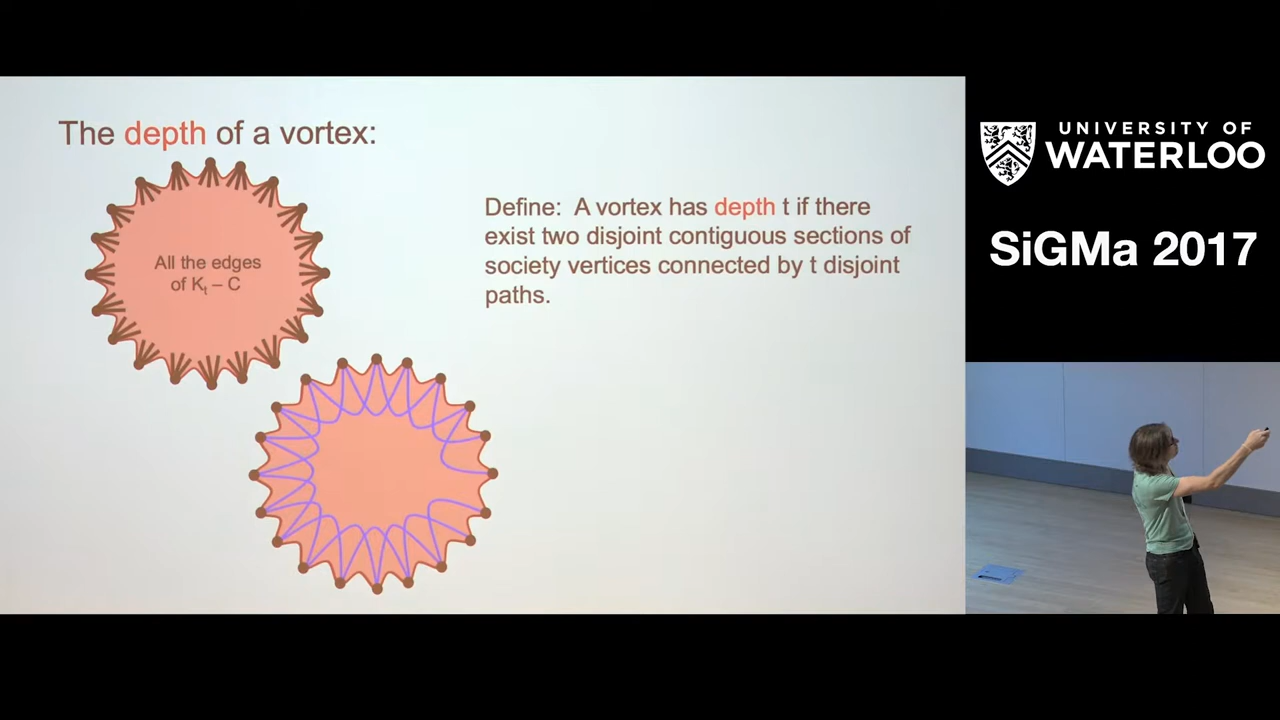 The depth of a vortex:
All the edges
of Kt – C
Define: A vortex has depth t if there
exist two disjoint contiguous sections of
society vertices connected by t disjoint
paths.
UNIVERSITY OF
WATERLOO
SiGMa 2017